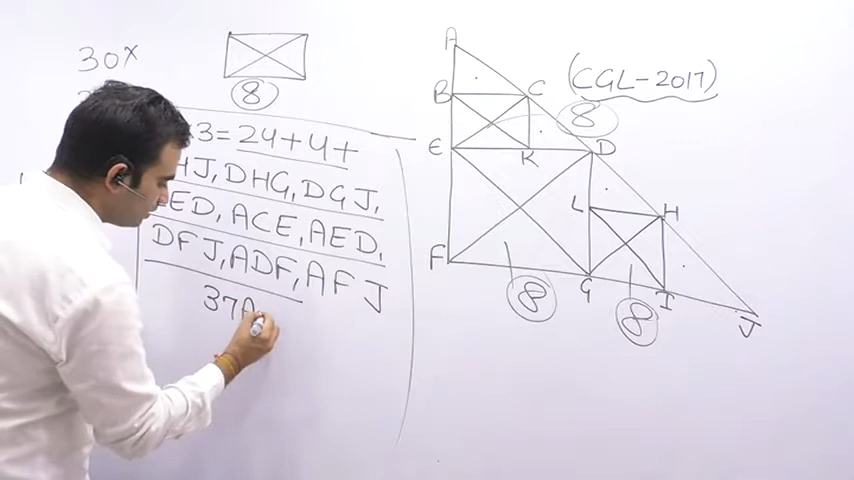 30x
8
×3=24+4+
HJ, DHG, DGJ,
ED, ACE, AED,
DFJ, ADF, AFJ
37A
(CGL-2017)
A
B
C
8
E
K
D
L
H
F
G
I
J
8
8